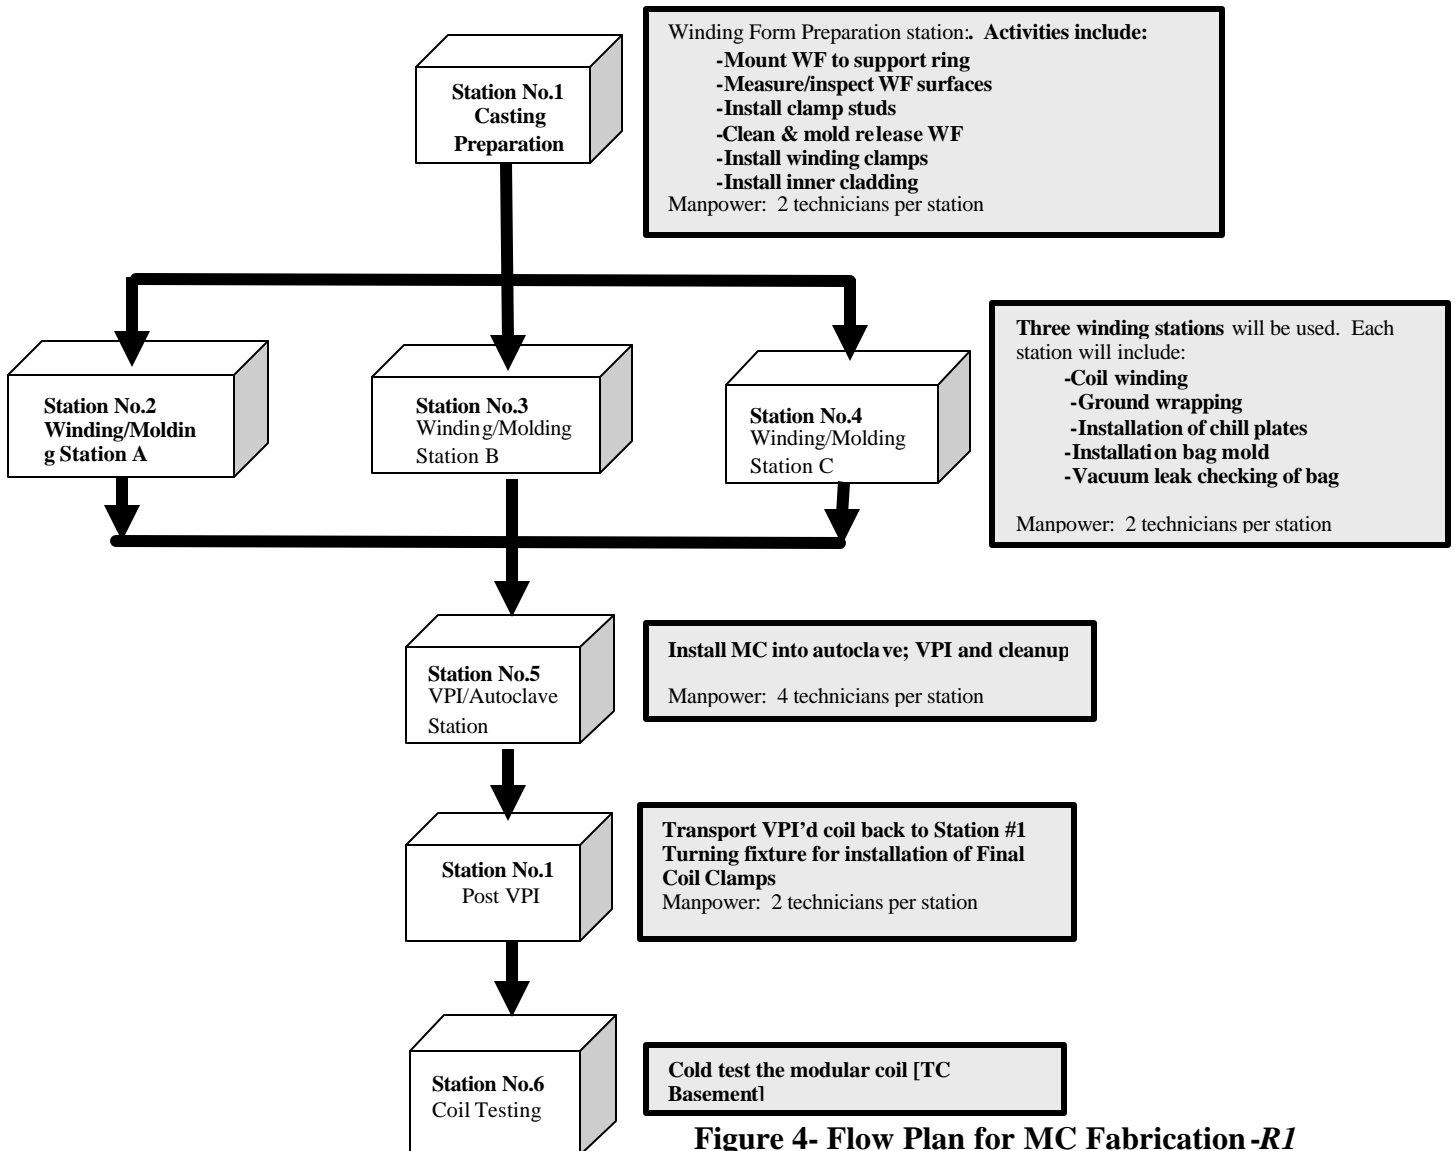 Station No.1
Casting
Preparation
Winding Form Preparation station:. Activities include:
-Mount WF to support ring
-Measure/inspect WF surfaces
-Install clamp studs
-Clean & mold release WF
-Install winding clamps
-Install inner cladding
Manpower: 2 technicians per station
Station No.2
Winding/Moldin
g Station A
Station No.3
Winding/Molding
Station B
Station No.4
Winding/Molding
Station C
Three winding stations will be used. Each
station will include:
-Coil winding
-Ground wrapping
-Installation of chill plates
-Installation bag mold
-Vacuum leak checking of bag
Manpower: 2 technicians per station
Station No.5
VPI/Autoclave
Station
Install MC into autoclave; VPI and cleanup
Manpower: 4 technicians per station
Station No.1
Post VPI
Transport VPI’d coil back to Station #1
Turning fixture for installation of Final
Coil Clamps
Manpower: 2 technicians per station
Station No.6
Coil Testing
Cold test the modular coil [TC
Basement]
Figure 4- Flow Plan for MC Fabrication -R1